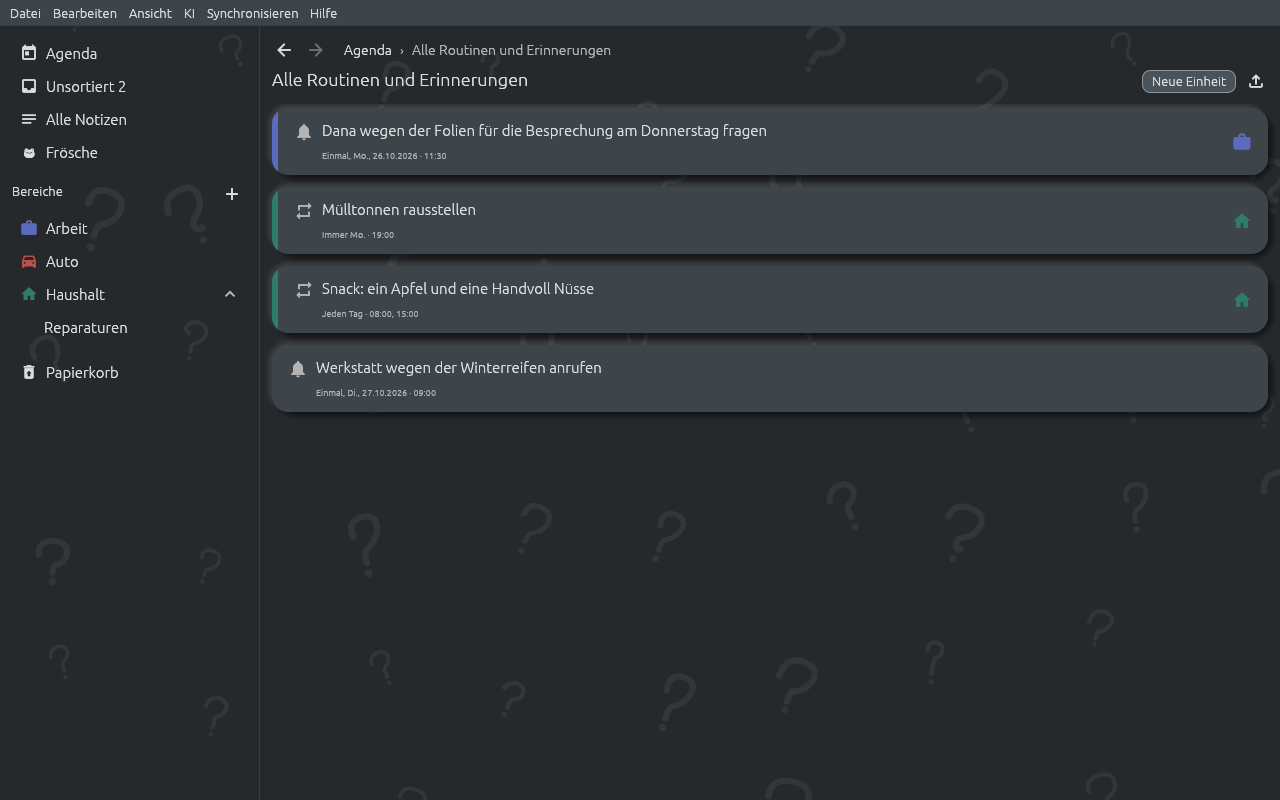 Datei Bearbeiten Ansicht KI Synchronisieren Hilfe
Agenda
Unsortiert 2
Alle Notizen
Frösche
Bereiche
Arbeit
Auto
Haushalt
Reparaturen
Papierkorb
Agenda › Alle Routinen und Erinnerungen
Alle Routinen und Erinnerungen
Neue Einheit
Dana wegen der Folien für die Besprechung am Donnerstag fragen
Einmal, Mo., 26.10.2026 · 11:30
Mülltonnen rausstellen
Immer Mo. · 19:00
Snack: ein Apfel und eine Handvoll Nüsse
Jeden Tag · 08:00, 15:00
Werkstatt wegen der Winterreifen anrufen
Einmal, Di., 27.10.2026 · 09:00